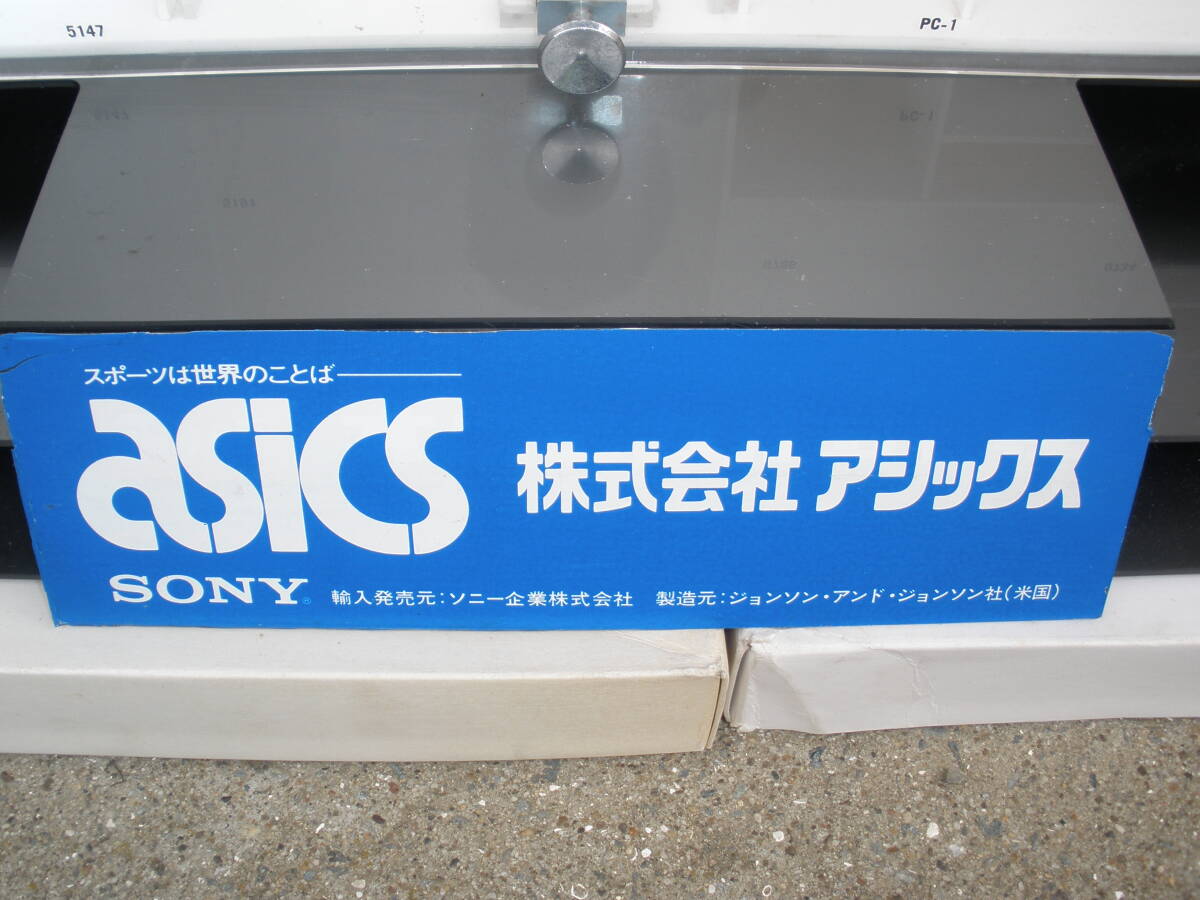 5147
PC-1
スポーツは世界のことば
asics
株式会社 アシックス
SONY®
輸入発売元:ソニー企業株式会社 製造元:ジョンソン・アンド・ジョンソン社(米国)